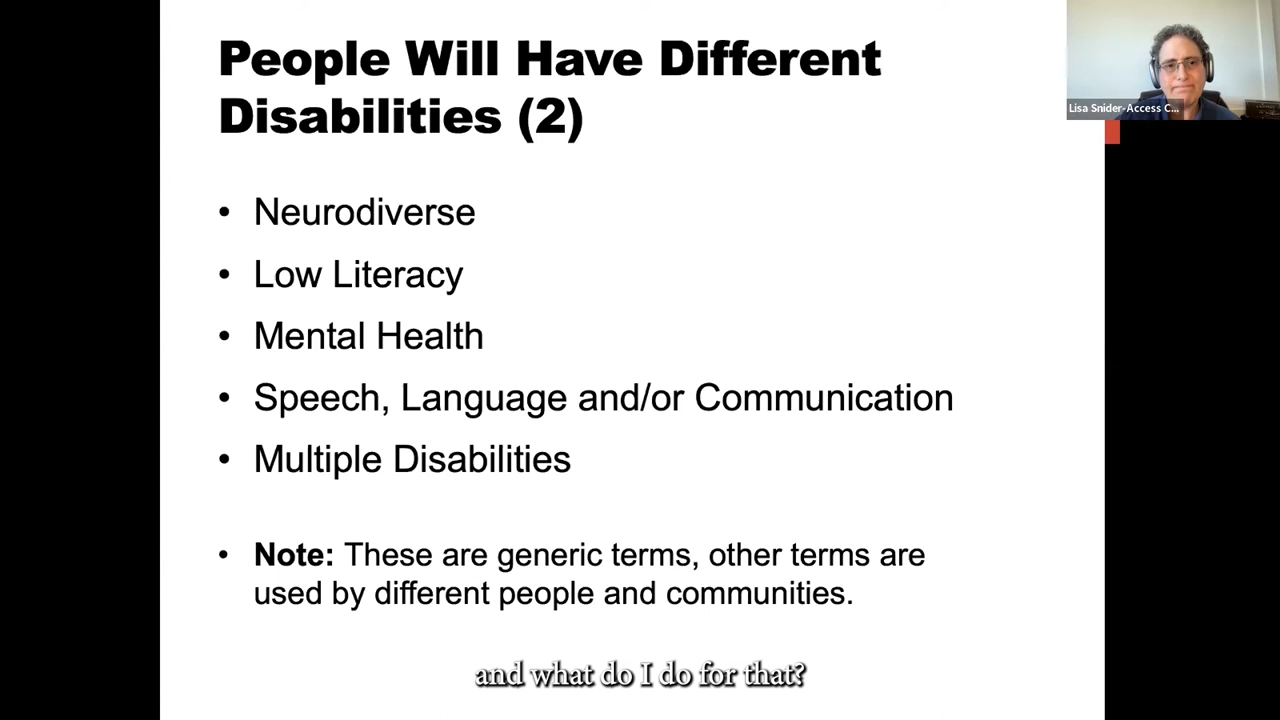 People Will Have Different
Disabilities (2)
• Neurodiverse
• Low Literacy
• Mental Health
• Speech, Language and/or Communication
• Multiple Disabilities
• Note: These are generic terms, other terms are
used by different people and communities.
Lisa Snider-Access C...
and what do I do for that?